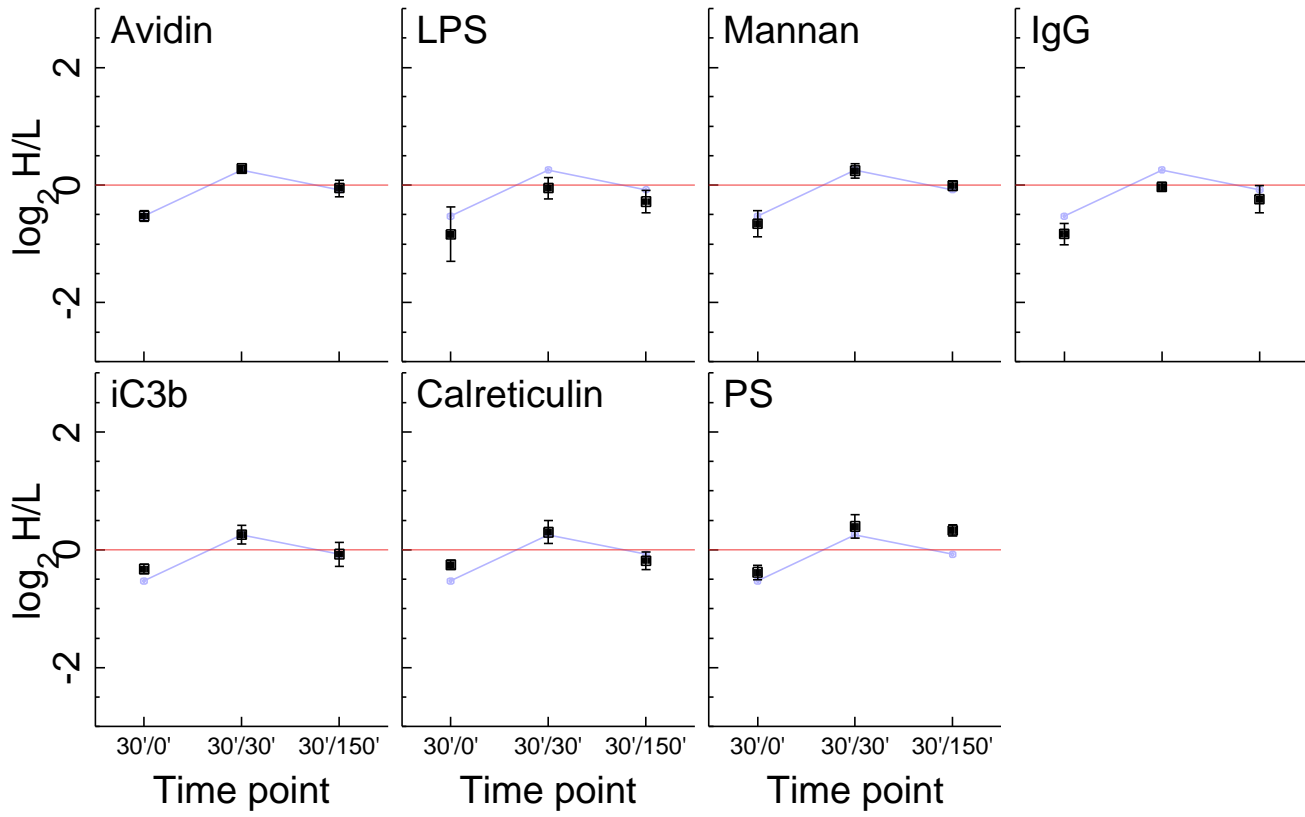 Avidin
LPS
Mannan
IgG
log2 H/L
2
0
-2
iC3b
Calreticulin
PS
log2 H/L
2
0
-2
30'/0' 30'/30' 30'/150'
30'/0' 30'/30' 30'/150'
30'/0' 30'/30' 30'/150'
Time point
Time point
Time point